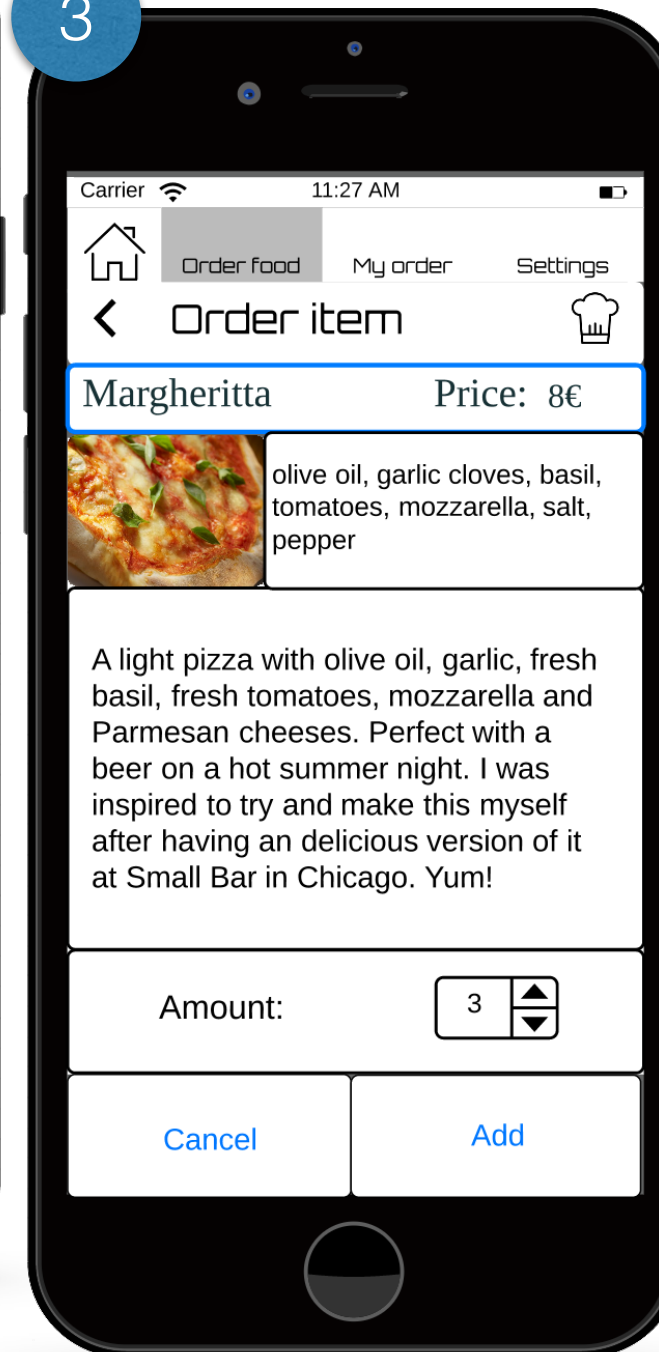 3
Carrier 11:27 AM
Order food My order Settings
Order item
Margheritta Price: 8€
olive oil, garlic cloves, basil,
tomatoes, mozzarella, salt,
pepper
A light pizza with olive oil, garlic, fresh
basil, fresh tomatoes, mozzarella and
Parmesan cheeses. Perfect with a
beer on a hot summer night. I was
inspired to try and make this myself
after having an delicious version of it
at Small Bar in Chicago. Yum!
Amount: 3
Cancel Add